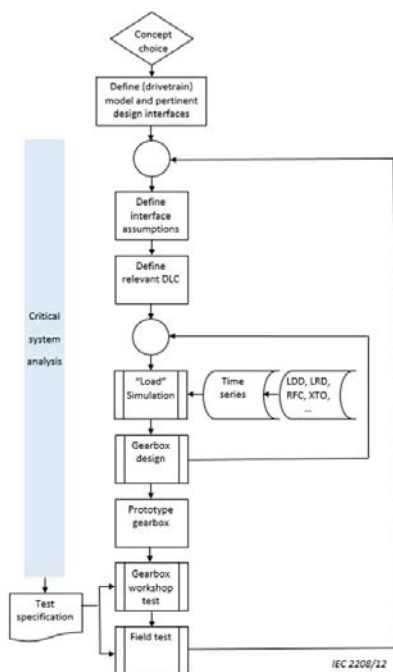 Concept
choice
Define (drivetrain)
model and pertinent
design interfaces
Define
interface
assumptions
Define
relevant DLC
Critical
system
analysis
"Load"
Simulation
Time
series
LDD, LRD,
RFC, XTO,
...
Gearbox
design
Prototype
gearbox
Gearbox
workshop
test
Test
specification
Field test
IEC 2208/12